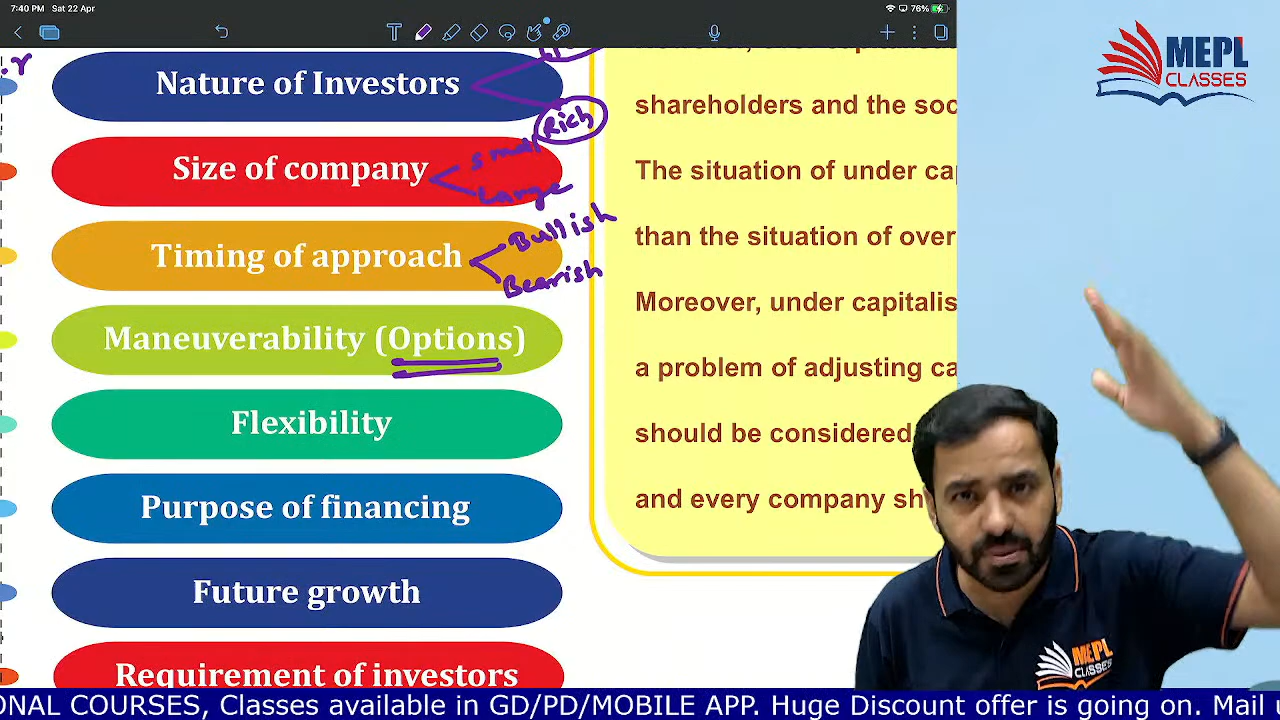 7:40 PM Sat 22 Apr
76%
T
MEPL
CLASSES
Nature of Investors
Rich
Size of company
Small
Large
Timing of approach
Bullish
Bearish
Maneuverability (Options)
Flexibility
Purpose of financing
Future growth
Requirement of investors
shareholders and the soc
The situation of under cap
than the situation of over
Moreover, under capitalis
a problem of adjusting ca
should be considered
and every company sh
MEPL
CLASSES
ONAL COURSES, Classes available in GD/PD/MOBILE APP. Huge Discount offer is going on. Mail u